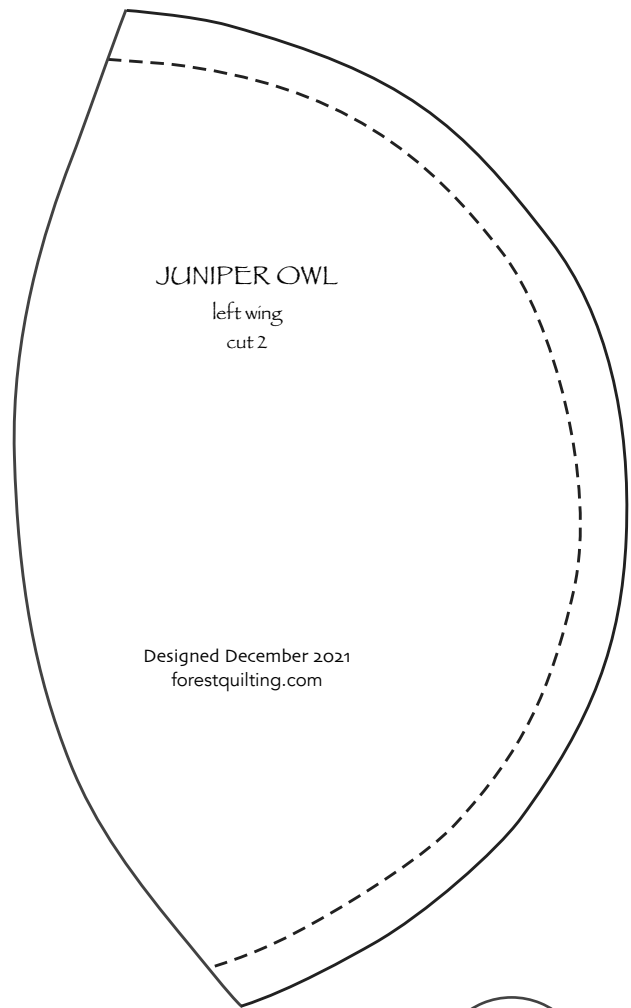 JUNIPER OWL
left wing
cut 2
Designed December 2021
forestquilting.com